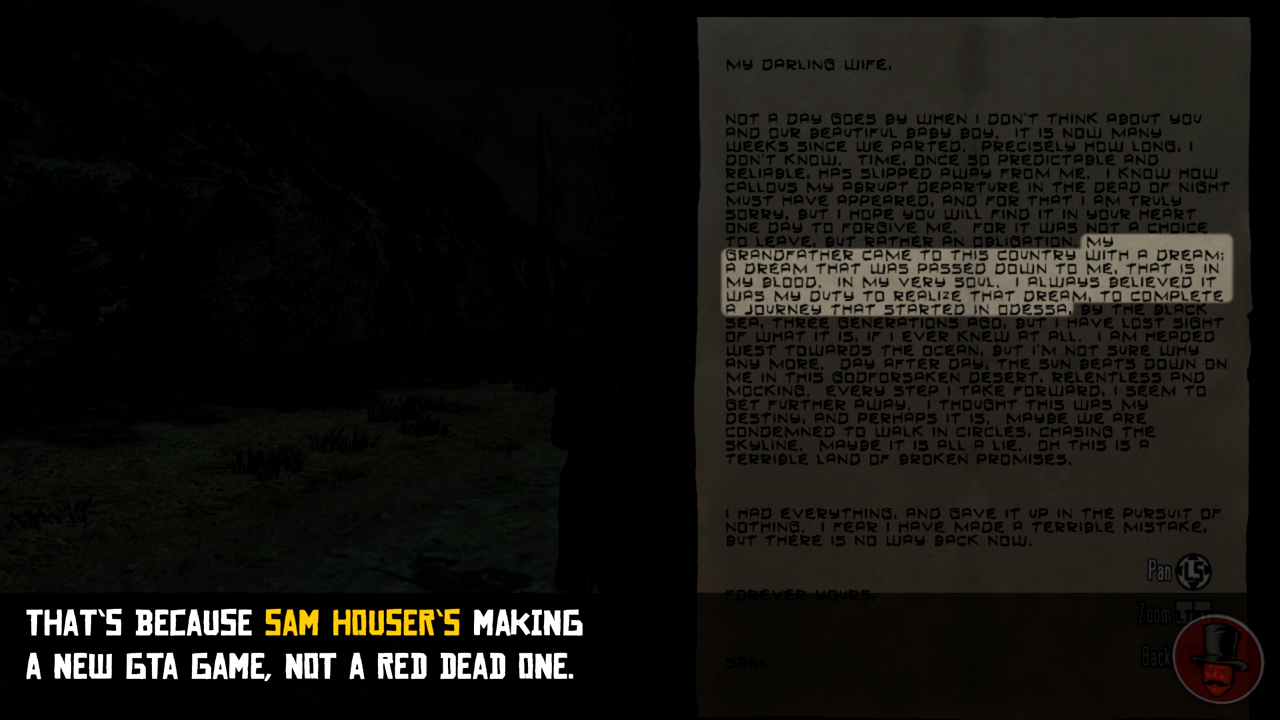 MY DARLING WIFE,
NOT A DAY GOES BY WHEN I DON'T THINK ABOUT YOU
AND OUR BEAUTIFUL BABY BOY. IT IS NOW MANY
WEEKS SINCE WE PARTED. PRECISELY HOW LONG, I
DON'T KNOW. TIME, ONCE SO PREDICTABLE AND
RELIABLE, HAS SLIPPED AWAY FROM ME. I KNOW HOW
CALLOUS MY ABRUPT DEPARTURE IN THE DEAD OF NIGHT
MUST HAVE APPEARED, AND FOR THAT I AM TRULY
SORRY, BUT I HOPE YOU WILL FIND IT IN YOUR HEART
ONE DAY TO FORGIVE ME. FOR IT WAS NOT A CHOICE
TO LEAVE, BUT RATHER AN OBLIGATION. MY
GRANDFATHER CAME TO THIS COUNTRY WITH A DREAM;
A DREAM THAT WAS PASSED DOWN TO ME, THAT IS IN
MY BLOOD, IN MY VERY SOUL. I ALWAYS BELIEVED IT
WAS MY DUTY TO REALIZE THAT DREAM, TO COMPLETE
A JOURNEY THAT STARTED IN ODESSA, BY THE BLACK
SEA, THREE GENERATIONS AGO, BUT I HAVE LOST SIGHT
OF WHAT IT IS, IF I EVER KNEW AT ALL. I AM HEADED
WEST TOWARDS THE OCEAN, BUT I'M NOT SURE WHY
ANY MORE. DAY AFTER DAY, THE SUN BEATS DOWN ON
ME IN THIS GODFORSAKEN DESERT, RELENTLESS AND
MOCKING. EVERY STEP I TAKE FORWARD, I SEEM TO
GET FURTHER AWAY. I THOUGHT THIS WAS MY
DESTINY, AND PERHAPS IT IS. MAYBE WE ARE
CONDEMNED TO WALK IN CIRCLES, CHASING THE
SKYLINE. MAYBE IT IS ALL A LIE. OH THIS IS A
TERRIBLE LAND OF BROKEN PROMISES.
I HAD EVERYTHING, AND GAVE IT UP IN THE PURSUIT OF
NOTHING. I FEAR I HAVE MADE A TERRIBLE MISTAKE,
BUT THERE IS NO WAY BACK NOW.
FOREVER YOURS,
SAM
Pan LS
Zoom
Back
THAT'S BECAUSE SAM HOUSER'S MAKING
A NEW GTA GAME, NOT A RED DEAD ONE.